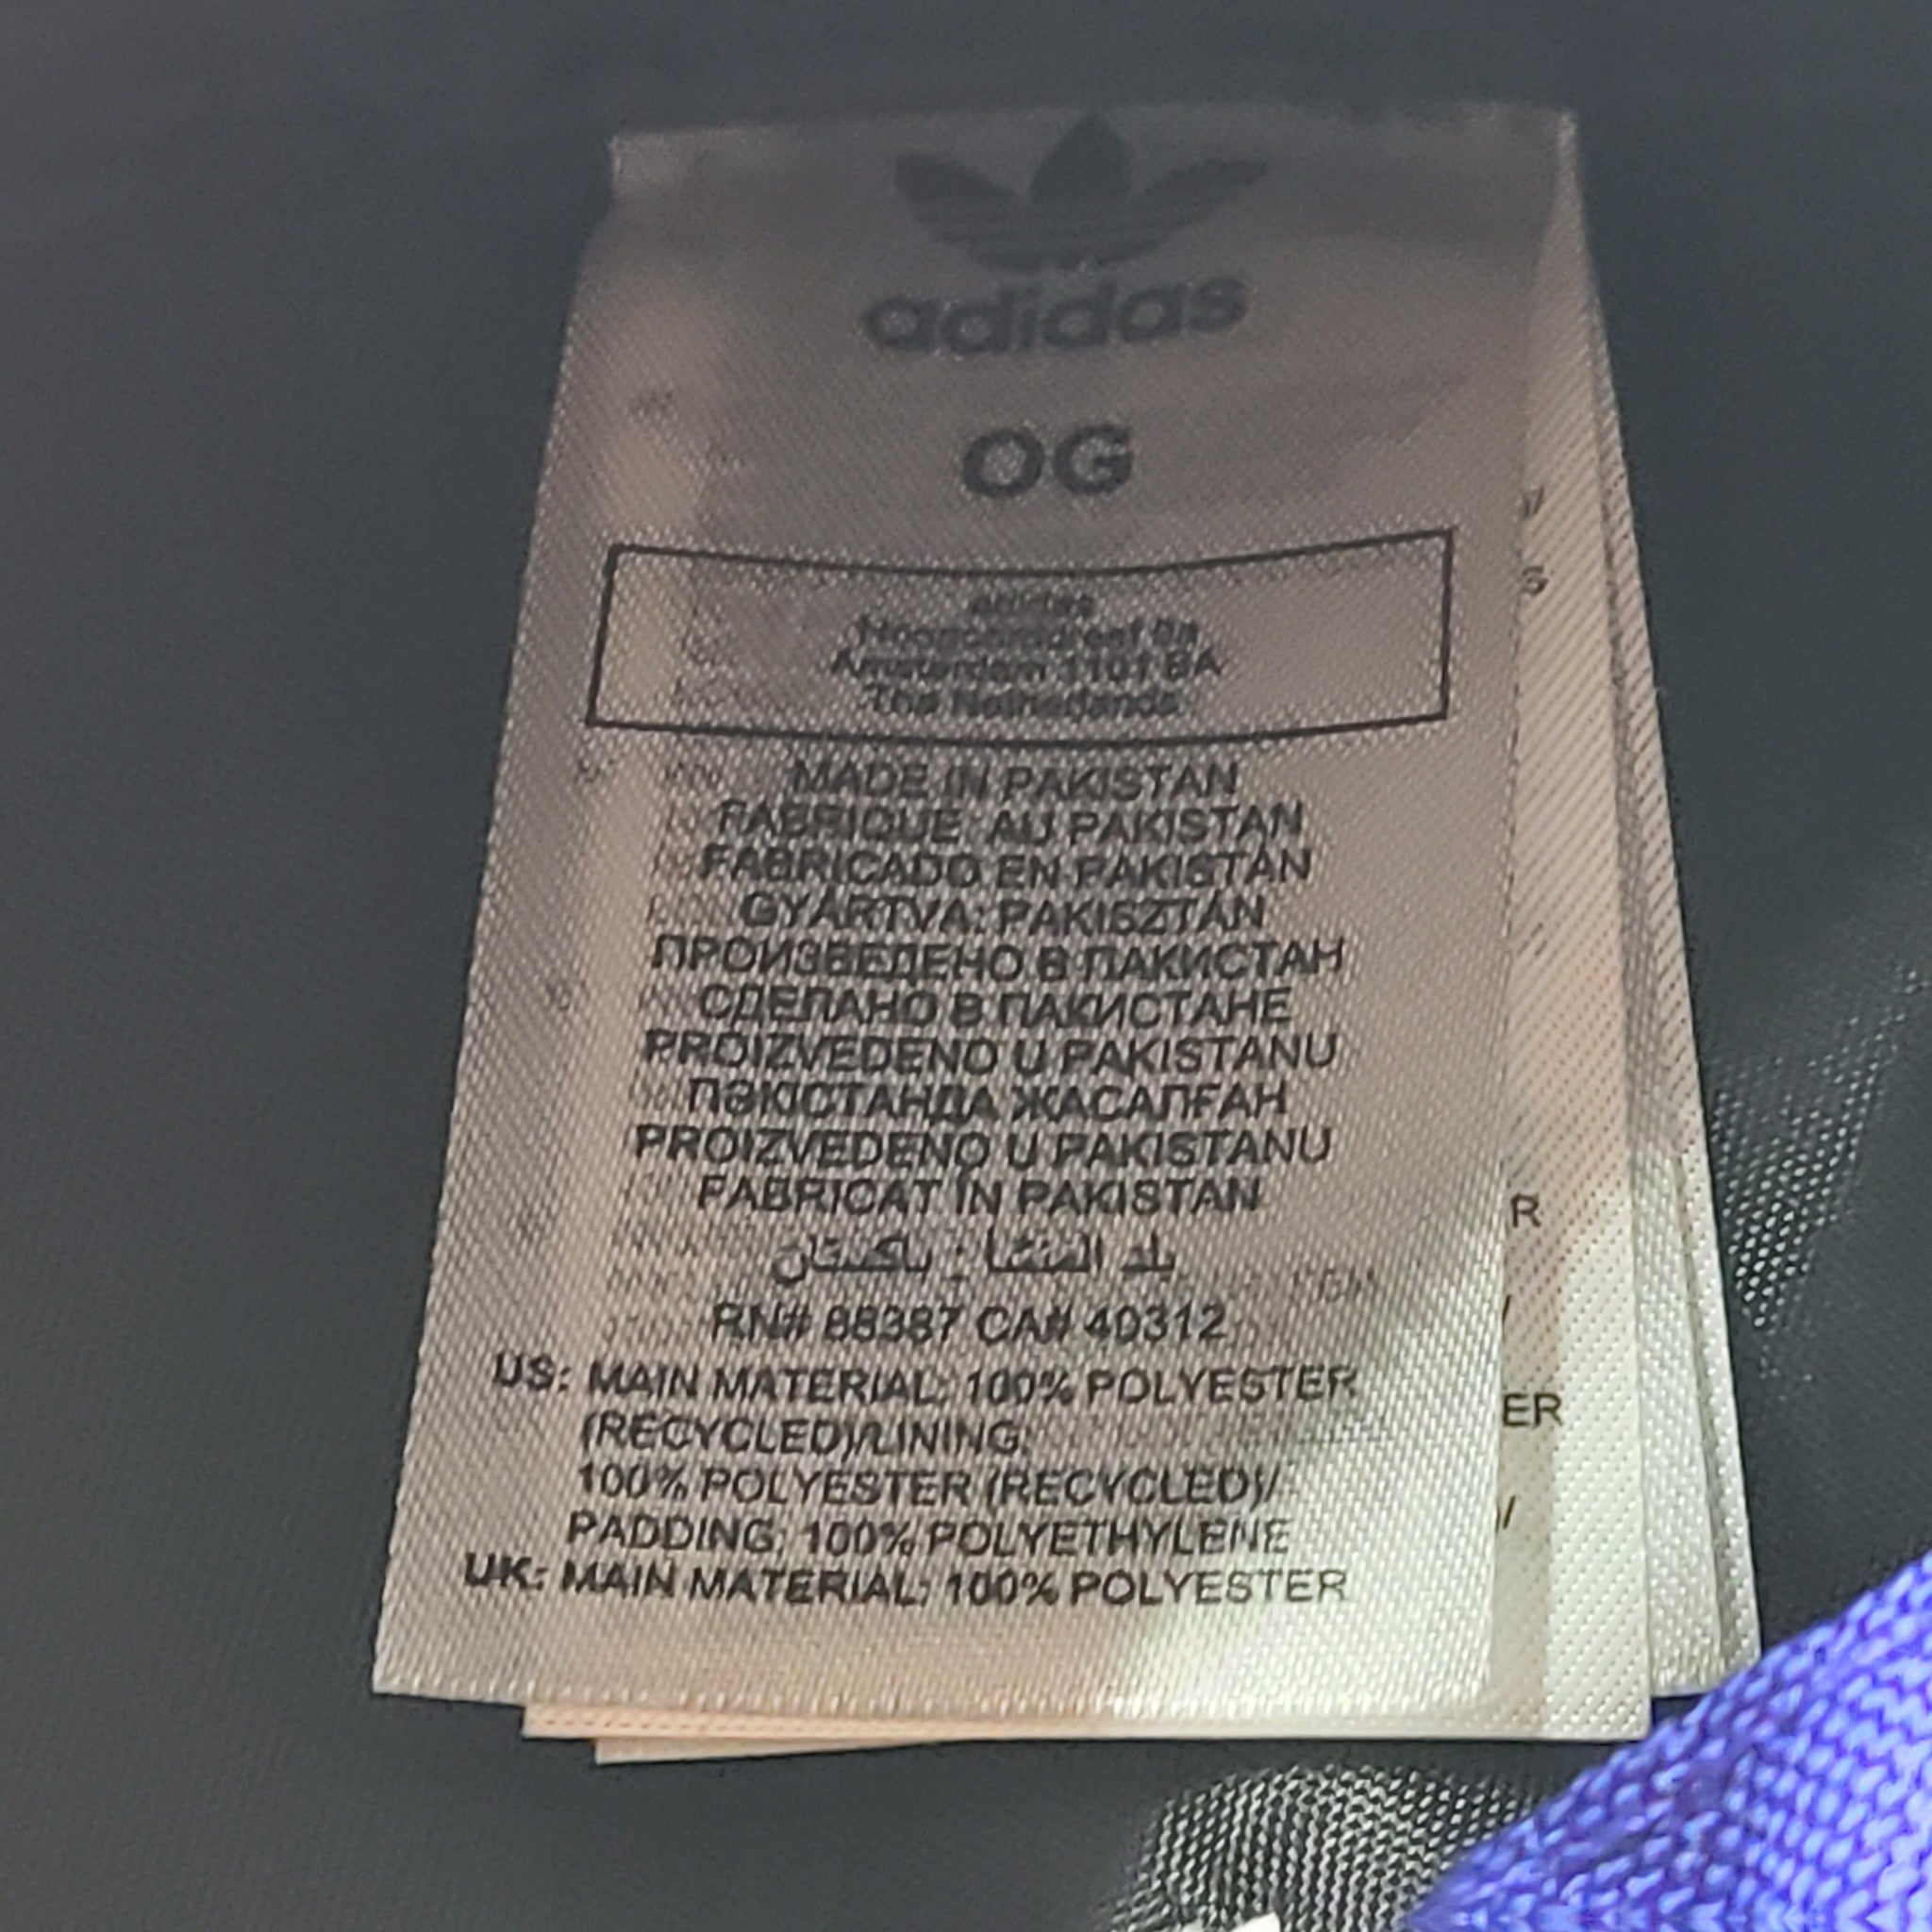 adidas
OG
adidas
Hoogoorddreef 9a
Amsterdam 1101 BA
The Netherlands
MADE IN PAKISTAN
FABRIQUE AU PAKISTAN
FABRICADO EN PAKISTÁN
GYÁRTVA: PAKISZTÁN
ПРОИЗВЕДЕНО В ПАКИСТАН
СДЕЛАНО В ПАКИСТАНЕ
PROIZVEDENO U PAKISTANU
ПӘКІСТАНДА ЖАСАЛҒАН
PROIZVEDENO U PAKISTANU
FABRICAT ÎN PAKISTAN
بلد المنشأ : باكستان
RN# 88387 CA# 40312
US: MAIN MATERIAL: 100% POLYESTER
(RECYCLED)/LINING:
100% POLYESTER (RECYCLED)/
PADDING: 100% POLYETHYLENE
UK: MAIN MATERIAL: 100% POLYESTER